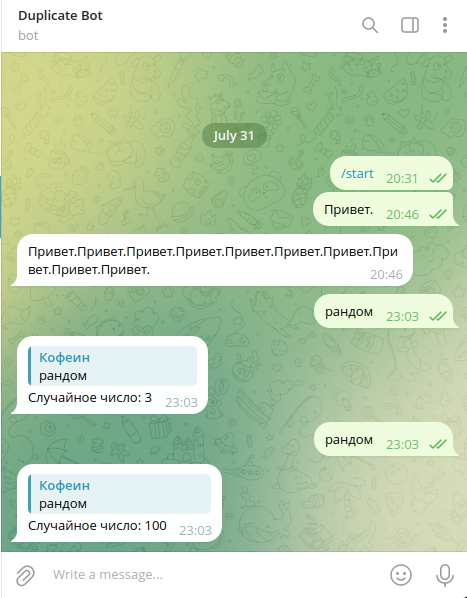 Duplicate Bot
bot
July 31
/start 20:31
Привет. 20:46
Привет.Привет.Привет.Привет.Привет.Привет.Привет.При
вет.Привет.Привет.
20:46
рандом 23:03
Кофеин
рандом
Случайное число: 3 23:03
рандом 23:03
Кофеин
рандом
Случайное число: 100 23:03
Write a message...